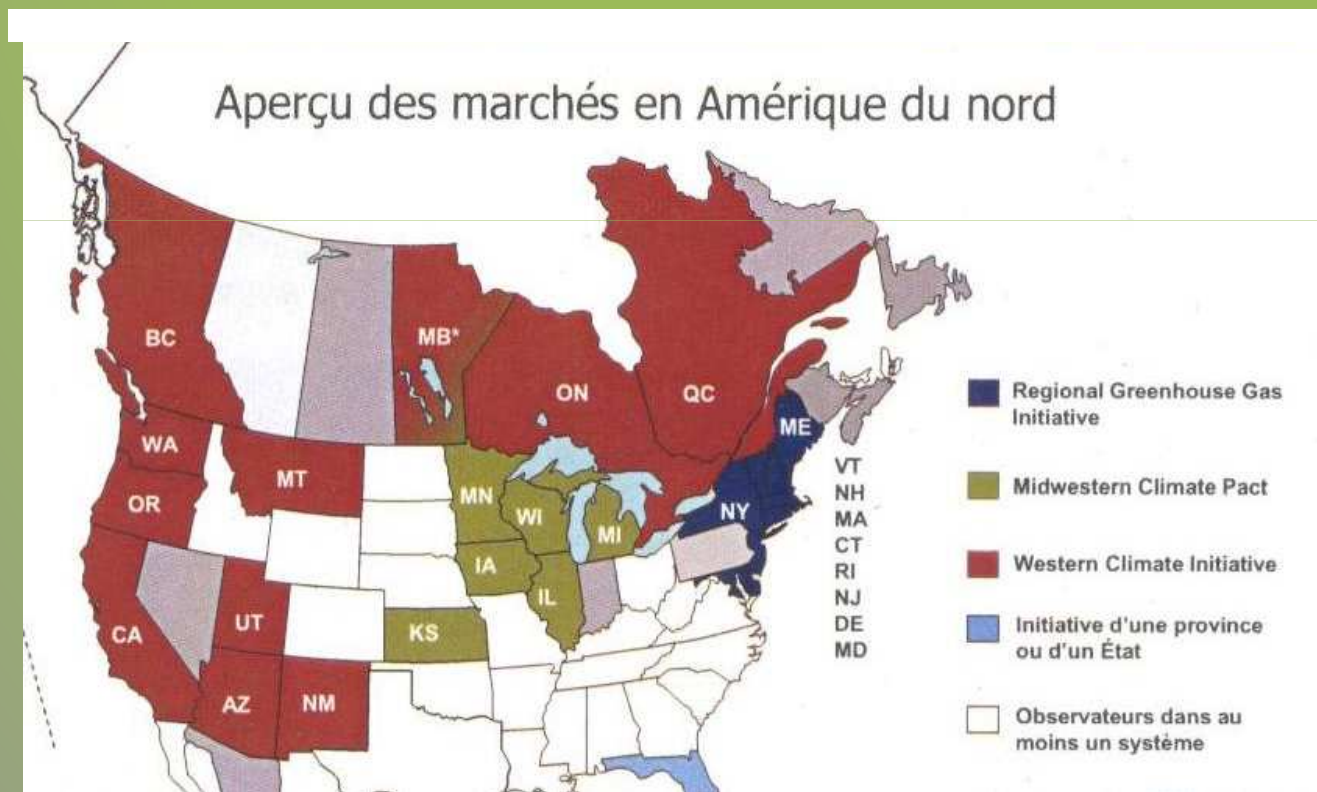 Aperçu des marchés en Amérique du nord
BC
MB*
ON
QC
ME
WA
MT
OR
MN
WI
MI
NY
IA
IL
CA
UT
KS
AZ
NM
VT
NH
MA
CT
RI
NJ
DE
MD
Regional Greenhouse Gas
Initiative
Midwestern Climate Pact
Western Climate Initiative
Initiative d'une province
ou d'un État
Observateurs dans au
moins un système